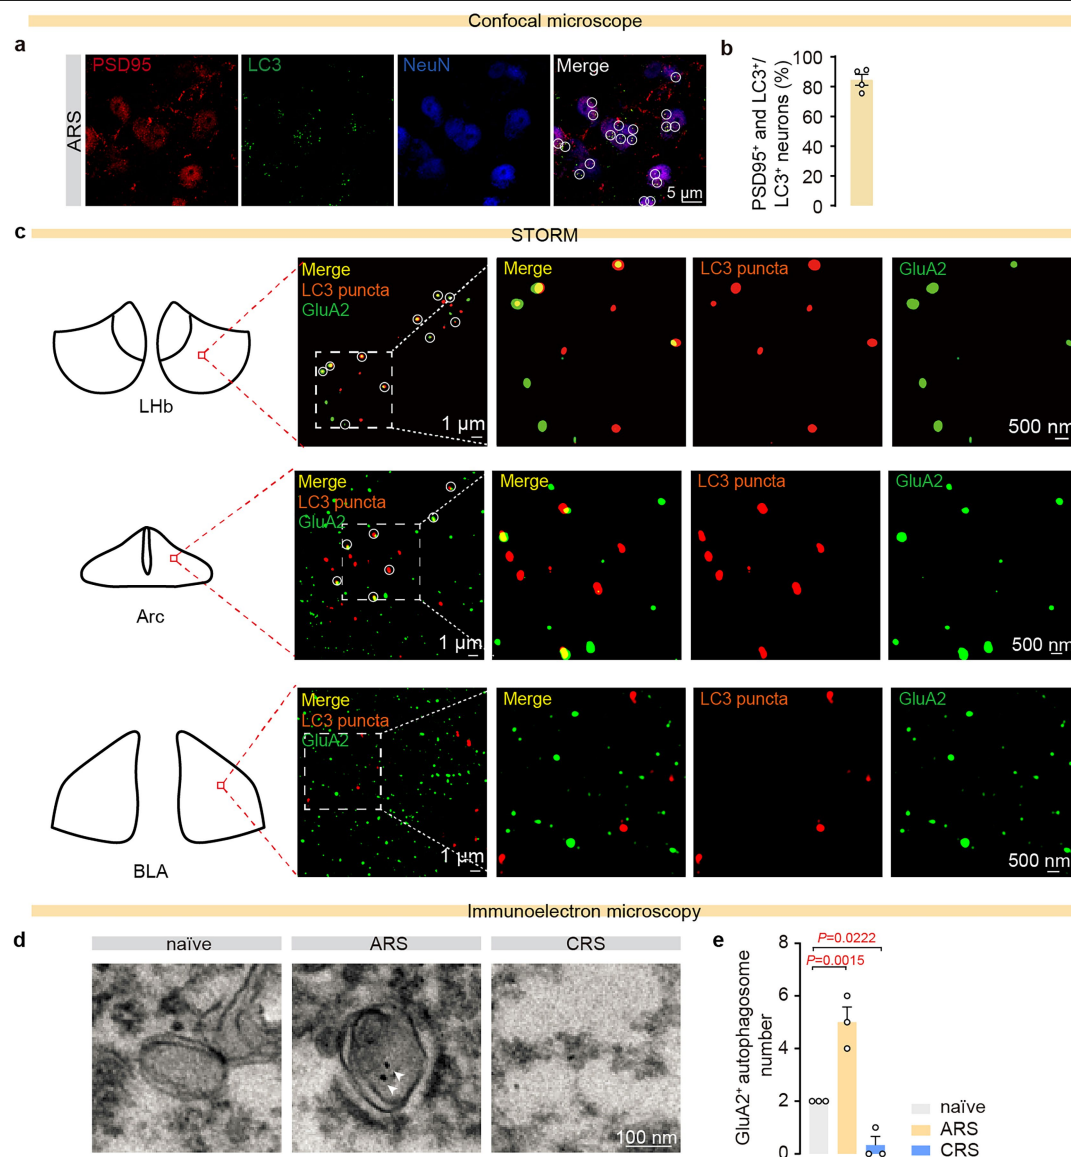 Confocal microscope
a
b
ARS
PSD95
LC3
NeuN
Merge
5 µm
PSD95⁺ and LC3⁺/
LC3⁺ neurons (%)
100
80
60
40
20
0
c
STORM
LHb
Merge
LC3 puncta
GluA2
1 µm
Merge
LC3 puncta
GluA2
500 nm
Arc
Merge
LC3 puncta
GluA2
1 µm
Merge
LC3 puncta
GluA2
500 nm
BLA
Merge
LC3 puncta
GluA2
1 µm
Merge
LC3 puncta
GluA2
500 nm
Immunoelectron microscopy
d
naïve
ARS
CRS
100 nm
e
GluA2⁺ autophagosome
number
8
6
4
2
0
P=0.0222
P=0.0015
naïve
ARS
CRS